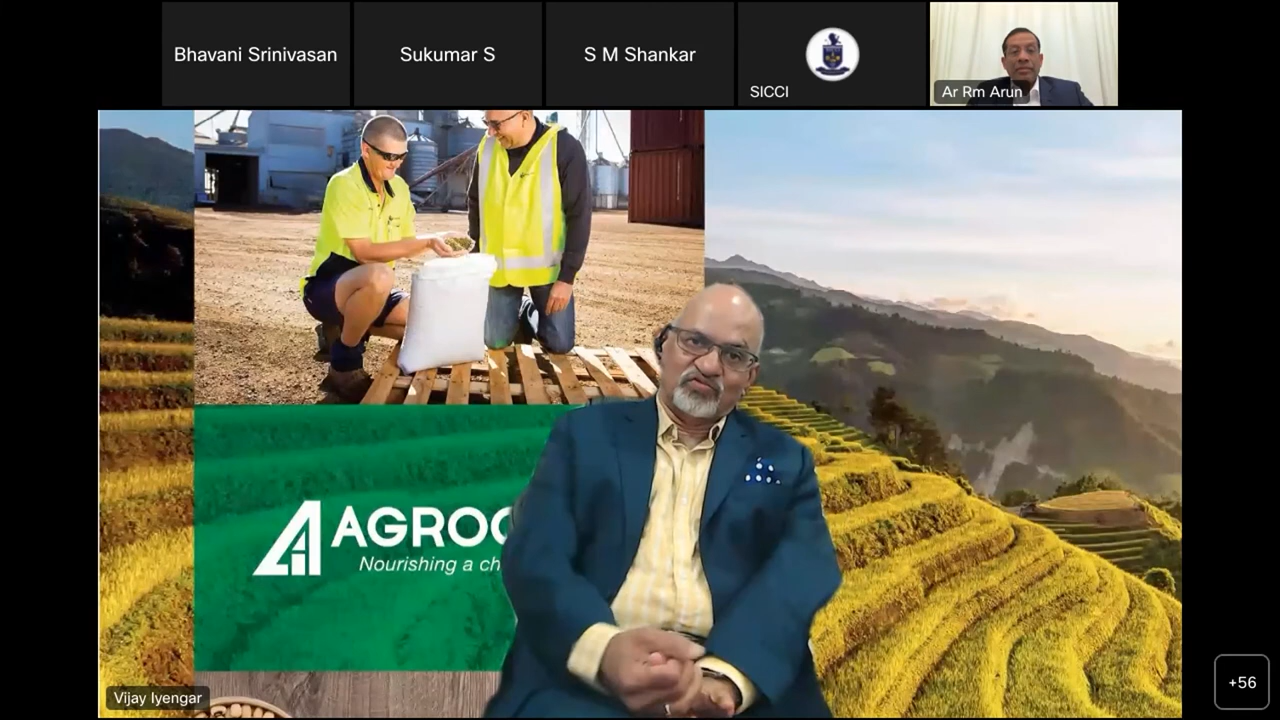 Bhavani Srinivasan
Sukumar S
S M Shankar
SICCI
Ar Rm Arun
AGROC
Nourishing a ch
Vijay Iyengar
+56